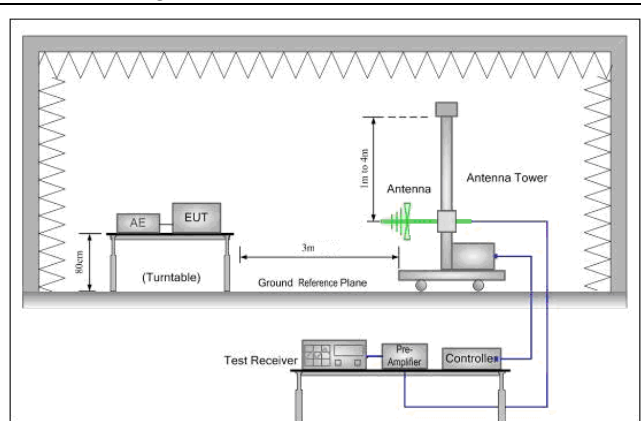 1m to 4m
Antenna
Antenna Tower
AE
EUT
3m
80cm
(Turntable)
Ground Reference Plane
Test Receiver
Pre-
Amplifier
Controller